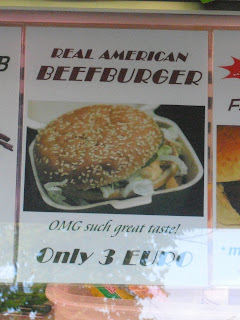 REAL AMERICAN
BEEFBURGER
OMG such great taste!
Only 3 EURO